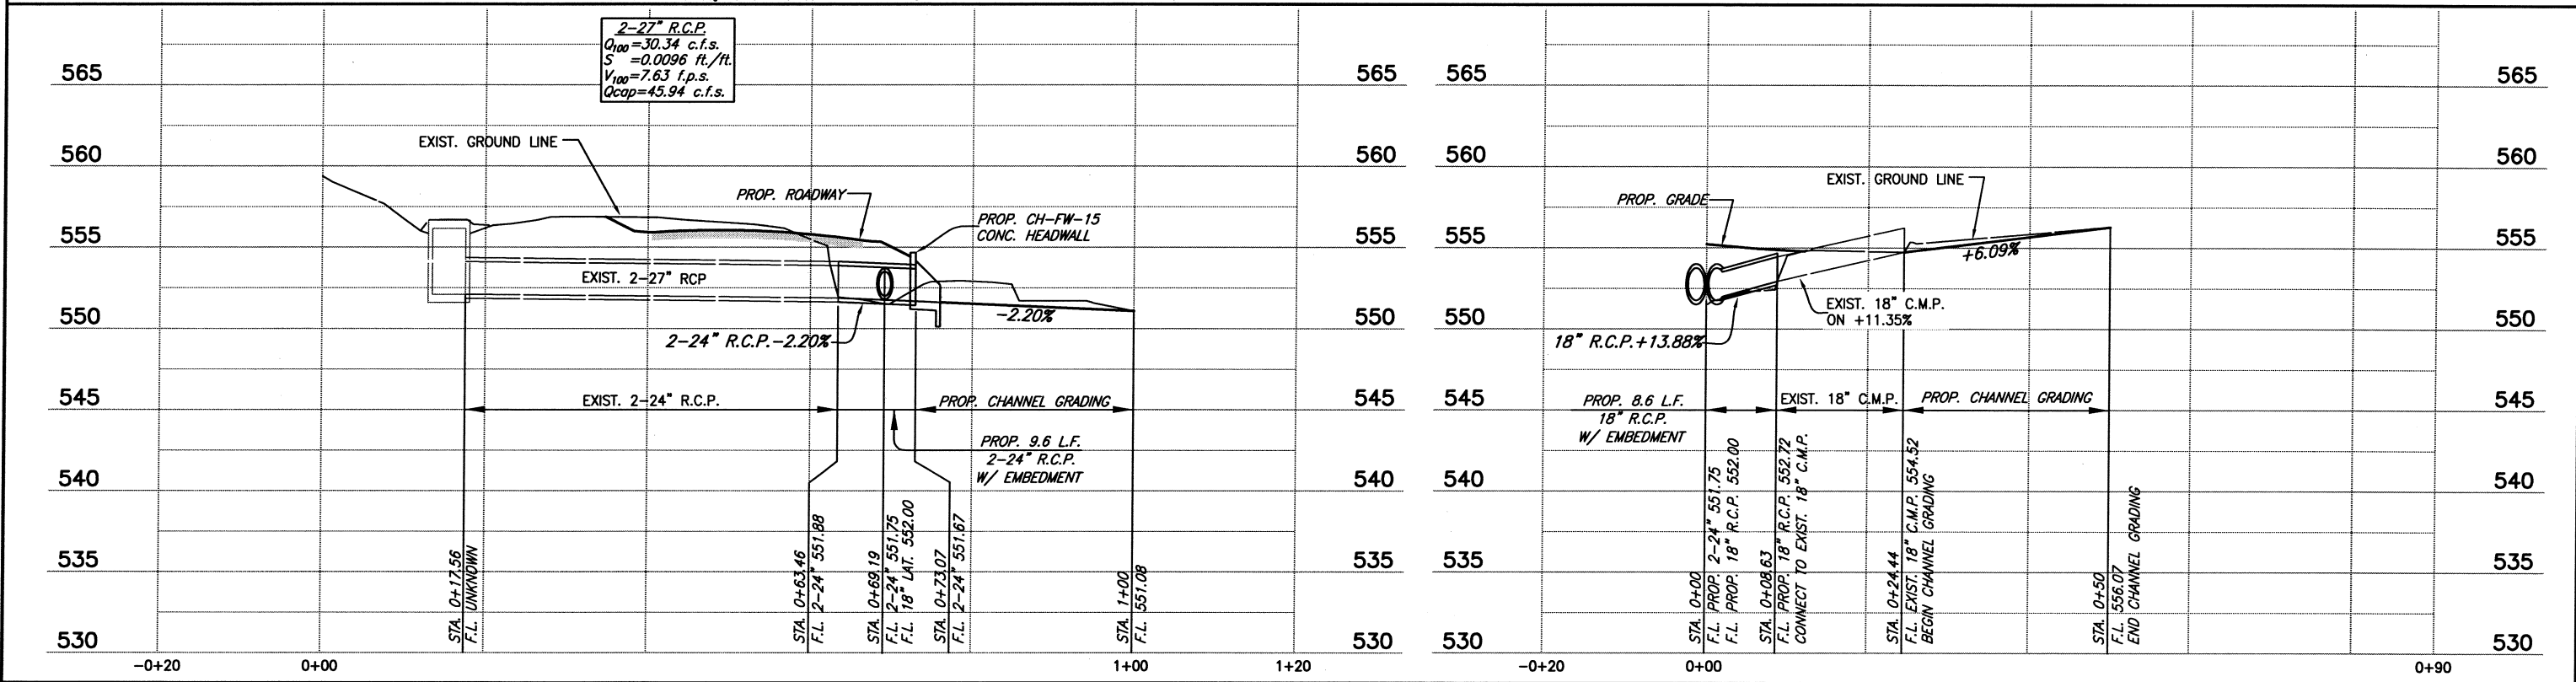 2-27" R.C.P.
Q100=30.34 c.f.s.
S =0.0096 ft./ft.
V100=7.63 f.p.s.
Qcap=45.94 c.f.s.
565
565
560
560
555
555
550
550
545
545
540
540
535
535
530
530
EXIST. GROUND LINE
PROP. ROADWAY
PROP. CH-FW-15
CONC. HEADWALL
EXIST. 2-27" RCP
-2.20%
2-24" R.C.P.-2.20%
EXIST. 2-24" R.C.P.
PROP. CHANNEL GRADING
PROP. 9.6 L.F.
2-24" R.C.P.
W/ EMBEDMENT
STA. 0+17.56
F.L. UNKNOWN
STA. 0+63.46
F.L. 2-24" 551.88
STA. 0+69.19
F.L. 2-24" 551.75
F.L. 18" LAT. 552.00
STA. 0+73.07
F.L. 2-24" 551.67
STA. 1+00
F.L. 551.08
-0+20
0+00
1+00
1+20
565
565
560
560
555
555
550
550
545
545
540
540
535
535
530
530
PROP. GRADE
EXIST. GROUND LINE
+6.09%
EXIST. 18" C.M.P.
ON +11.35%
18" R.C.P.+13.88%
PROP. 8.6 L.F.
18" R.C.P.
W/ EMBEDMENT
EXIST. 18" C.M.P.
PROP. CHANNEL GRADING
STA. 0+00
F.L. PROP. 2-24" 551.75
F.L. PROP. 18" R.C.P. 552.00
STA. 0+08.63
F.L. PROP. 18" R.C.P. 552.72
CONNECT TO EXIST. 18" C.M.P.
STA. 0+24.44
F.L. EXIST. 18" C.M.P. 554.52
BEGIN CHANNEL GRADING
STA. 0+50
F.L. 556.07
END CHANNEL GRADING
-0+20
0+00
0+90